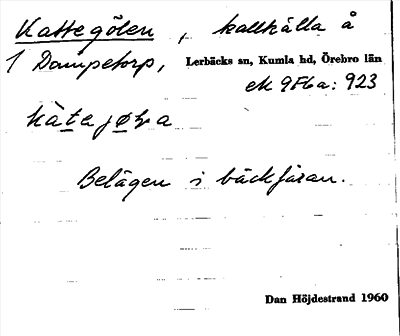 Kattegölen, kallkälla å
1 Dampetorp, Lerbäcks sn, Kumla hd, Örebro län
ek 9F6a: 923
Belägen i bäckfåran.
Dan Höjdestrand 1960